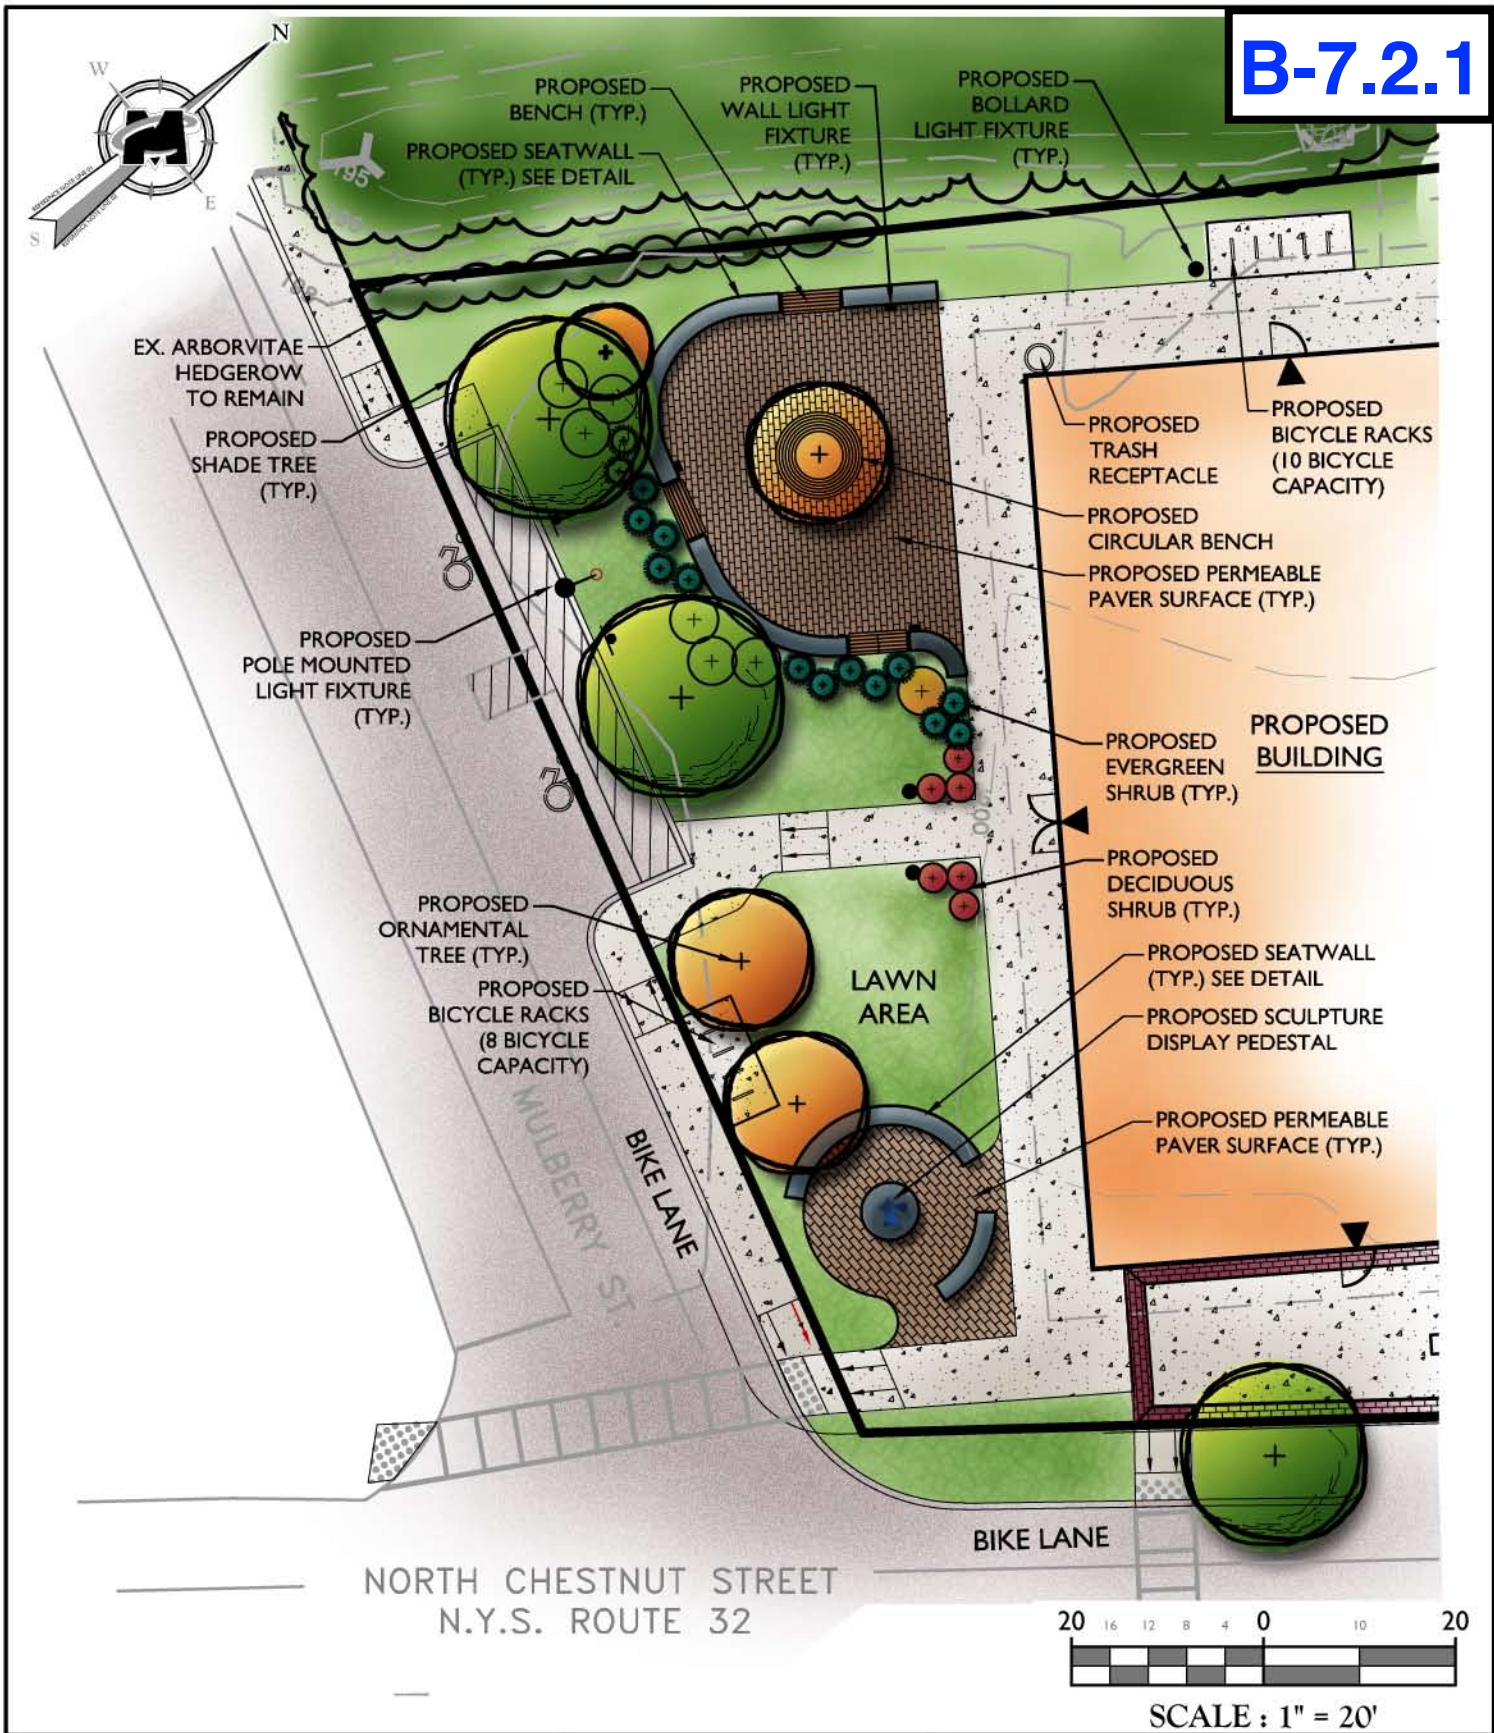 B-7.2.1
N
W
E
S
PROPOSED
BENCH (TYP.)
PROPOSED
WALL LIGHT
FIXTURE
(TYP.)
PROPOSED
BOLLARD
LIGHT FIXTURE
(TYP.)
PROPOSED SEATWALL
(TYP.) SEE DETAIL
195
EX. ARBORVITAE
HEDGEROW
TO REMAIN
PROPOSED
SHADE TREE
(TYP.)
PROPOSED
TRASH
RECEPTACLE
PROPOSED
BICYCLE RACKS
(10 BICYCLE
CAPACITY)
PROPOSED
CIRCULAR BENCH
PROPOSED PERMEABLE
PAVER SURFACE (TYP.)
PROPOSED
POLE MOUNTED
LIGHT FIXTURE
(TYP.)
PROPOSED
BUILDING
PROPOSED
EVERGREEN
SHRUB (TYP.)
PROPOSED
DECIDUOUS
SHRUB (TYP.)
PROPOSED
ORNAMENTAL
TREE (TYP.)
LAWN
AREA
PROPOSED SEATWALL
(TYP.) SEE DETAIL
PROPOSED
BICYCLE RACKS
(8 BICYCLE
CAPACITY)
PROPOSED SCULPTURE
DISPLAY PEDESTAL
PROPOSED PERMEABLE
PAVER SURFACE (TYP.)
MULBERRY ST.
BIKE LANE
BIKE LANE
NORTH CHESTNUT STREET
N.Y.S. ROUTE 32
20 16 12 8 4 0 10 20
SCALE : 1" = 20'